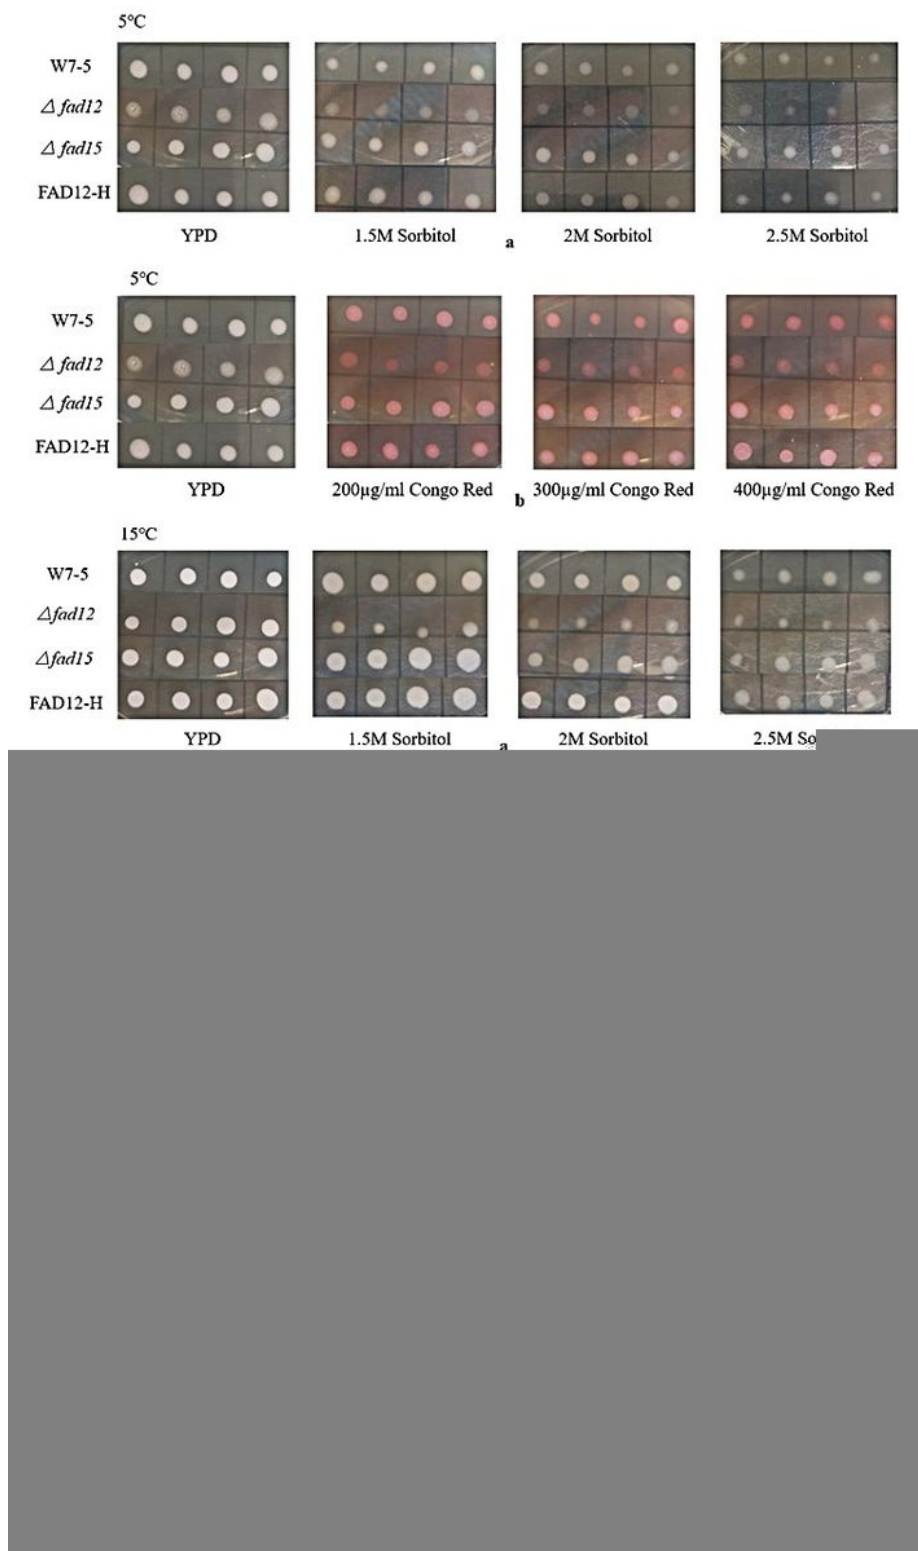 5°C
W7-5
Δ fad12
Δ fad15
FAD12-H
YPD 1.5M Sorbitol 2M Sorbitol 2.5M Sorbitol
a
5°C
W7-5
Δ fad12
Δ fad15
FAD12-H
YPD 200µg/ml Congo Red 300µg/ml Congo Red 400µg/ml Congo Red
b
15°C
W7-5
Δfad12
Δfad15
FAD12-H
YPD 1.5M Sorbitol 2M Sorbitol 2.5M
a